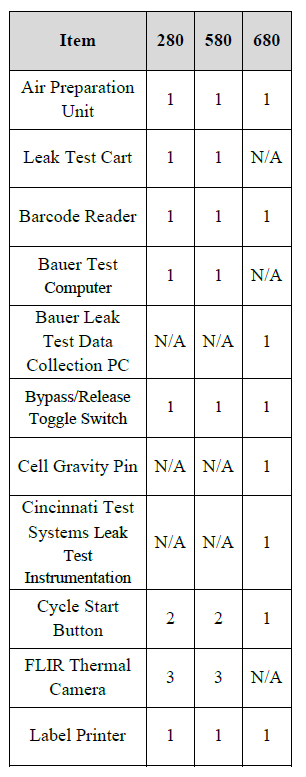 Item 280 580 680
Air Preparation
Unit 1 1 1
Leak Test Cart 1 1 N/A
Barcode Reader 1 1 1
Bauer Test
Computer 1 1 N/A
Bauer Leak
Test Data
Collection PC N/A N/A 1
Bypass/Release
Toggle Switch 1 1 1
Cell Gravity Pin N/A N/A 1
Cincinnati Test
Systems Leak
Test
Instrumentation N/A N/A 1
Cycle Start
Button 2 2 1
FLIR Thermal
Camera 3 3 N/A
Label Printer 1 1 1